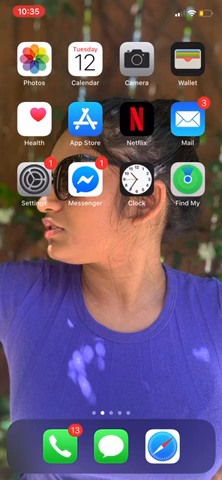 10:35
Tuesday
12
Photos Calendar Camera Wallet
3
Health App Store Netflix Mail
1 1
Settings Messenger Clock Find My
13